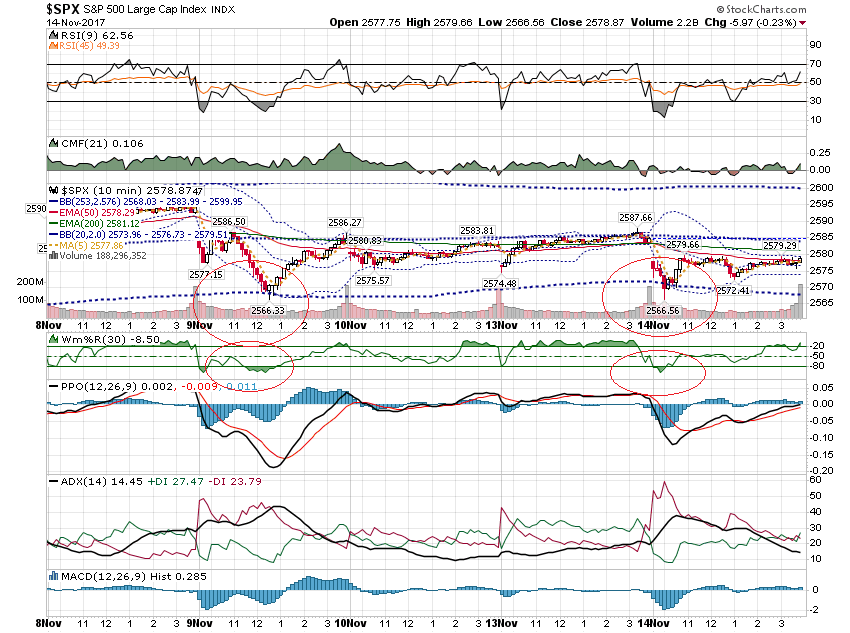 $SPX S&P 500 Large Cap Index INDX
© StockCharts.com
14-Nov-2017
Open 2577.75 High 2579.66 Low 2566.56 Close 2578.87 Volume 2.2B Chg -5.97 (-0.23%)
RSI(9) 62.56
RSI(45) 49.39
90
70
50
30
10
CMF(21) 0.106
0.25
0.00
$SPX (10 min) 2578.8747
BB(253,2.576) 2568.03 - 2583.99 - 2599.95
EMA(50) 2578.29
EMA(200) 2581.12
BB(20,2.0) 2573.96 - 2576.73 - 2579.51
MA(5) 2577.86
Volume 188,296,352
2590
25
200M
100M
2586.50
2577.15
2566.33
2586.27
2580.83
2575.57
2583.81
2574.48
2587.66
2579.66
2566.56
2572.41
2579.29
2600
2595
2590
2585
2580
2575
2570
2565
8Nov 11 12 1 2 3 9Nov 11 12 1 2 3 10Nov 11 12 1 2 3 13Nov 11 12 1 2 3 14Nov 11 12 1 2 3
Wm%R(30) -8.50
-20
-50
-80
PPO(12,26,9) 0.002, -0.009, 0.011
0.05
0.00
-0.05
-0.10
-0.15
-0.20
ADX(14) 14.45 +DI 27.47 -DI 23.79
60
50
40
30
20
10
MACD(12,26,9) Hist 0.285
0
-2
8Nov 11 12 1 2 3 9Nov 11 12 1 2 3 10Nov 11 12 1 2 3 13Nov 11 12 1 2 3 14Nov 11 12 1 2 3